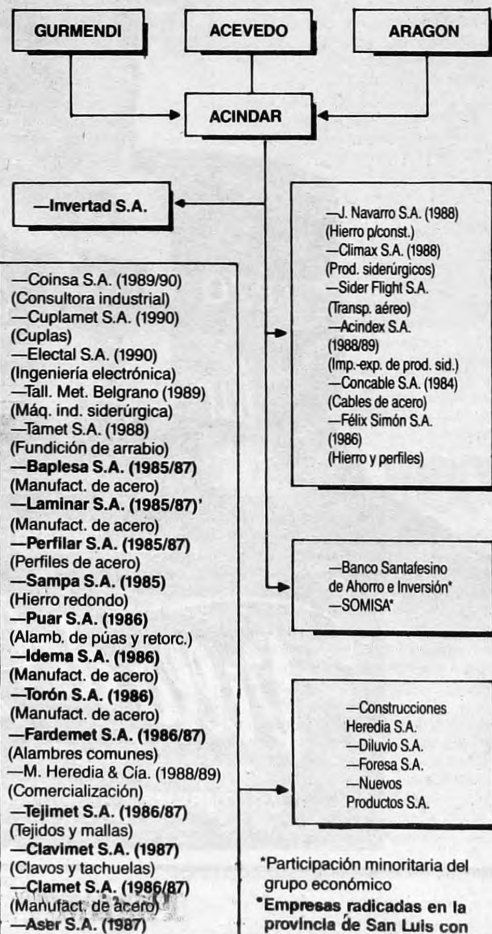 GURMENDI
ACEVEDO
ARAGON
ACINDAR
—Invertad S.A.
—J. Navarro S.A. (1988)
(Hierro p/const.)
—Climax S.A. (1988)
(Prod. siderúrgicos)
—Sider Flight S.A.
(Transp. aéreo)
—Acindex S.A.
(1988/89)
(Imp.-exp. de prod. sid.)
—Concable S.A. (1984)
(Cables de acero)
—Félix Simón S.A.
(1986)
(Hierro y perfiles)
—Coinsa S.A. (1989/90)
(Consultora industrial)
—Cuplamet S.A. (1990)
(Cuplas)
—Electal S.A. (1990)
(Ingeniería electrónica)
—Tall. Met. Belgrano (1989)
(Máq. ind. siderúrgica)
—Tamet S.A. (1988)
(Fundición de arrabio)
—Baplesa S.A. (1985/87)
(Manufact. de acero)
—Laminar S.A. (1985/87)'
(Manufact. de acero)
—Perfilar S.A. (1985/87)
(Perfiles de acero)
—Sampa S.A. (1985)
(Hierro redondo)
—Puar S.A. (1986)
(Alamb. de púas y retorc.)
—Idema S.A. (1986)
(Manufact. de acero)
—Torón S.A. (1986)
(Manufact. de acero)
—Fardemet S.A. (1986/87)
(Alambres comunes)
—M. Heredia & Cía. (1988/89)
(Comercialización)
—Tejimet S.A. (1986/87)
(Tejidos y mallas)
—Clavimet S.A. (1987)
(Clavos y tachuelas)
—Clamet S.A. (1986/87)
(Manufact. de acero)
—Aser S.A. (1987)
—Banco Santafesino
de Ahorro e Inversión*
—SOMISA*
—Construcciones
Heredia S.A.
—Diluvio S.A.
—Foresa S.A.
—Nuevos
Productos S.A.
*Participación minoritaria del
grupo económico
*Empresas radicadas en la
provincia de San Luis con